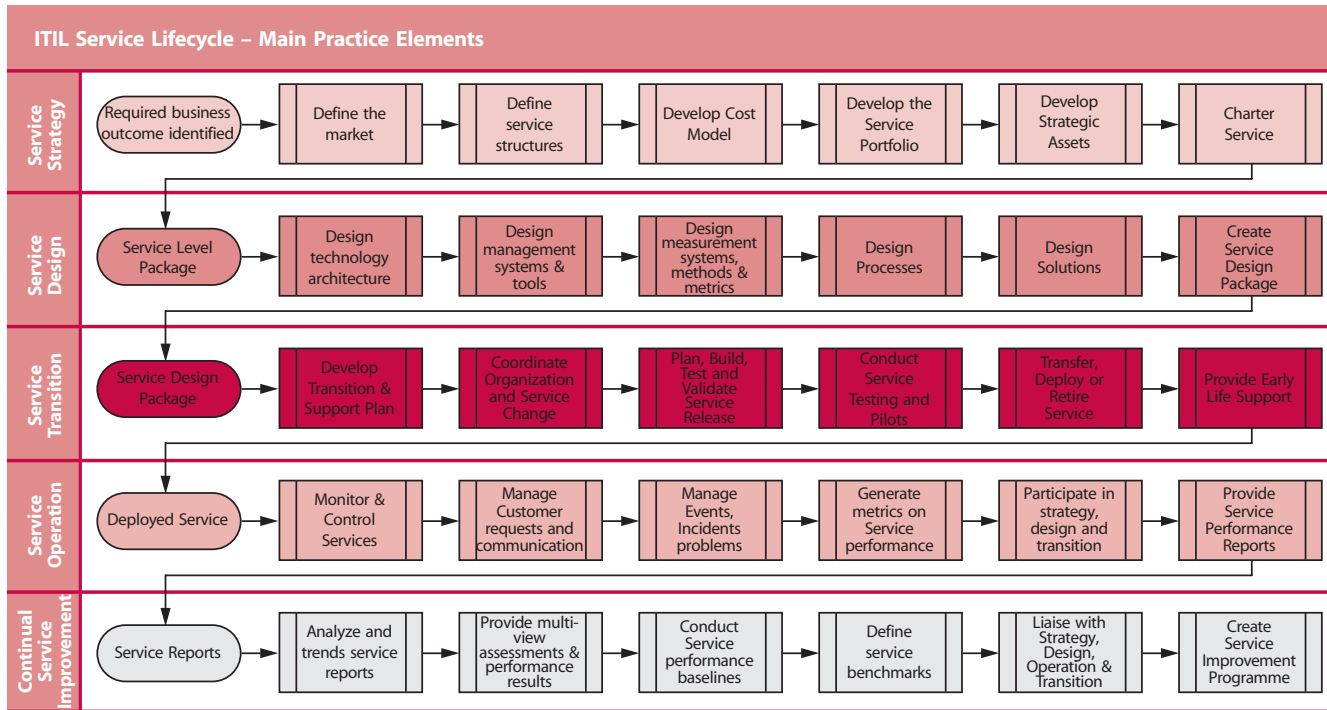 ITIL Service Lifecycle – Main Practice Elements
Service
Strategy
Required business
outcome identified
Define the
market
Define
service
structures
Develop Cost
Model
Develop the
Service
Portfolio
Develop
Strategic
Assets
Charter
Service
Service
Design
Service Level
Package
Design
technology
architecture
Design
management
systems & tools
Design
measurement
systems,
methods &
metrics
Design
Processes
Design
Solutions
Create
Service
Design
Package
Service
Transition
Service Design
Package
Develop
Transition &
Support Plan
Coordinate
Organization
and Service
Change
Plan, Build,
Test and
Validate
Service
Release
Conduct
Service
Testing and
Pilots
Transfer,
Deploy or
Retire
Service
Provide Early
Life Support
Service
Operation
Deployed Service
Monitor &
Control
Services
Manage
Customer
requests and
communication
Manage
Events,
Incidents
problems
Generate
metrics on
Service
performance
Participate in
strategy,
design and
transition
Provide
Service
Performance
Reports
Continual
Service
Improvement
Service Reports
Analyze and
trends service
reports
Provide multi-
view
assessments &
performance
results
Conduct
Service
performance
baselines
Define
service
benchmarks
Liaise with
Strategy,
Design,
Operation &
Transition
Create
Service
Improvement
Programme